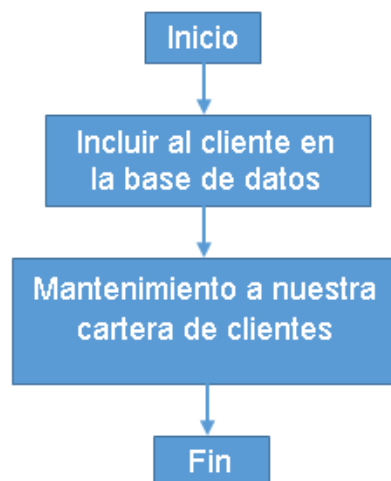 Inicio
Incluir al cliente en
la base de datos
Mantenimiento a nuestra
cartera de clientes
Fin